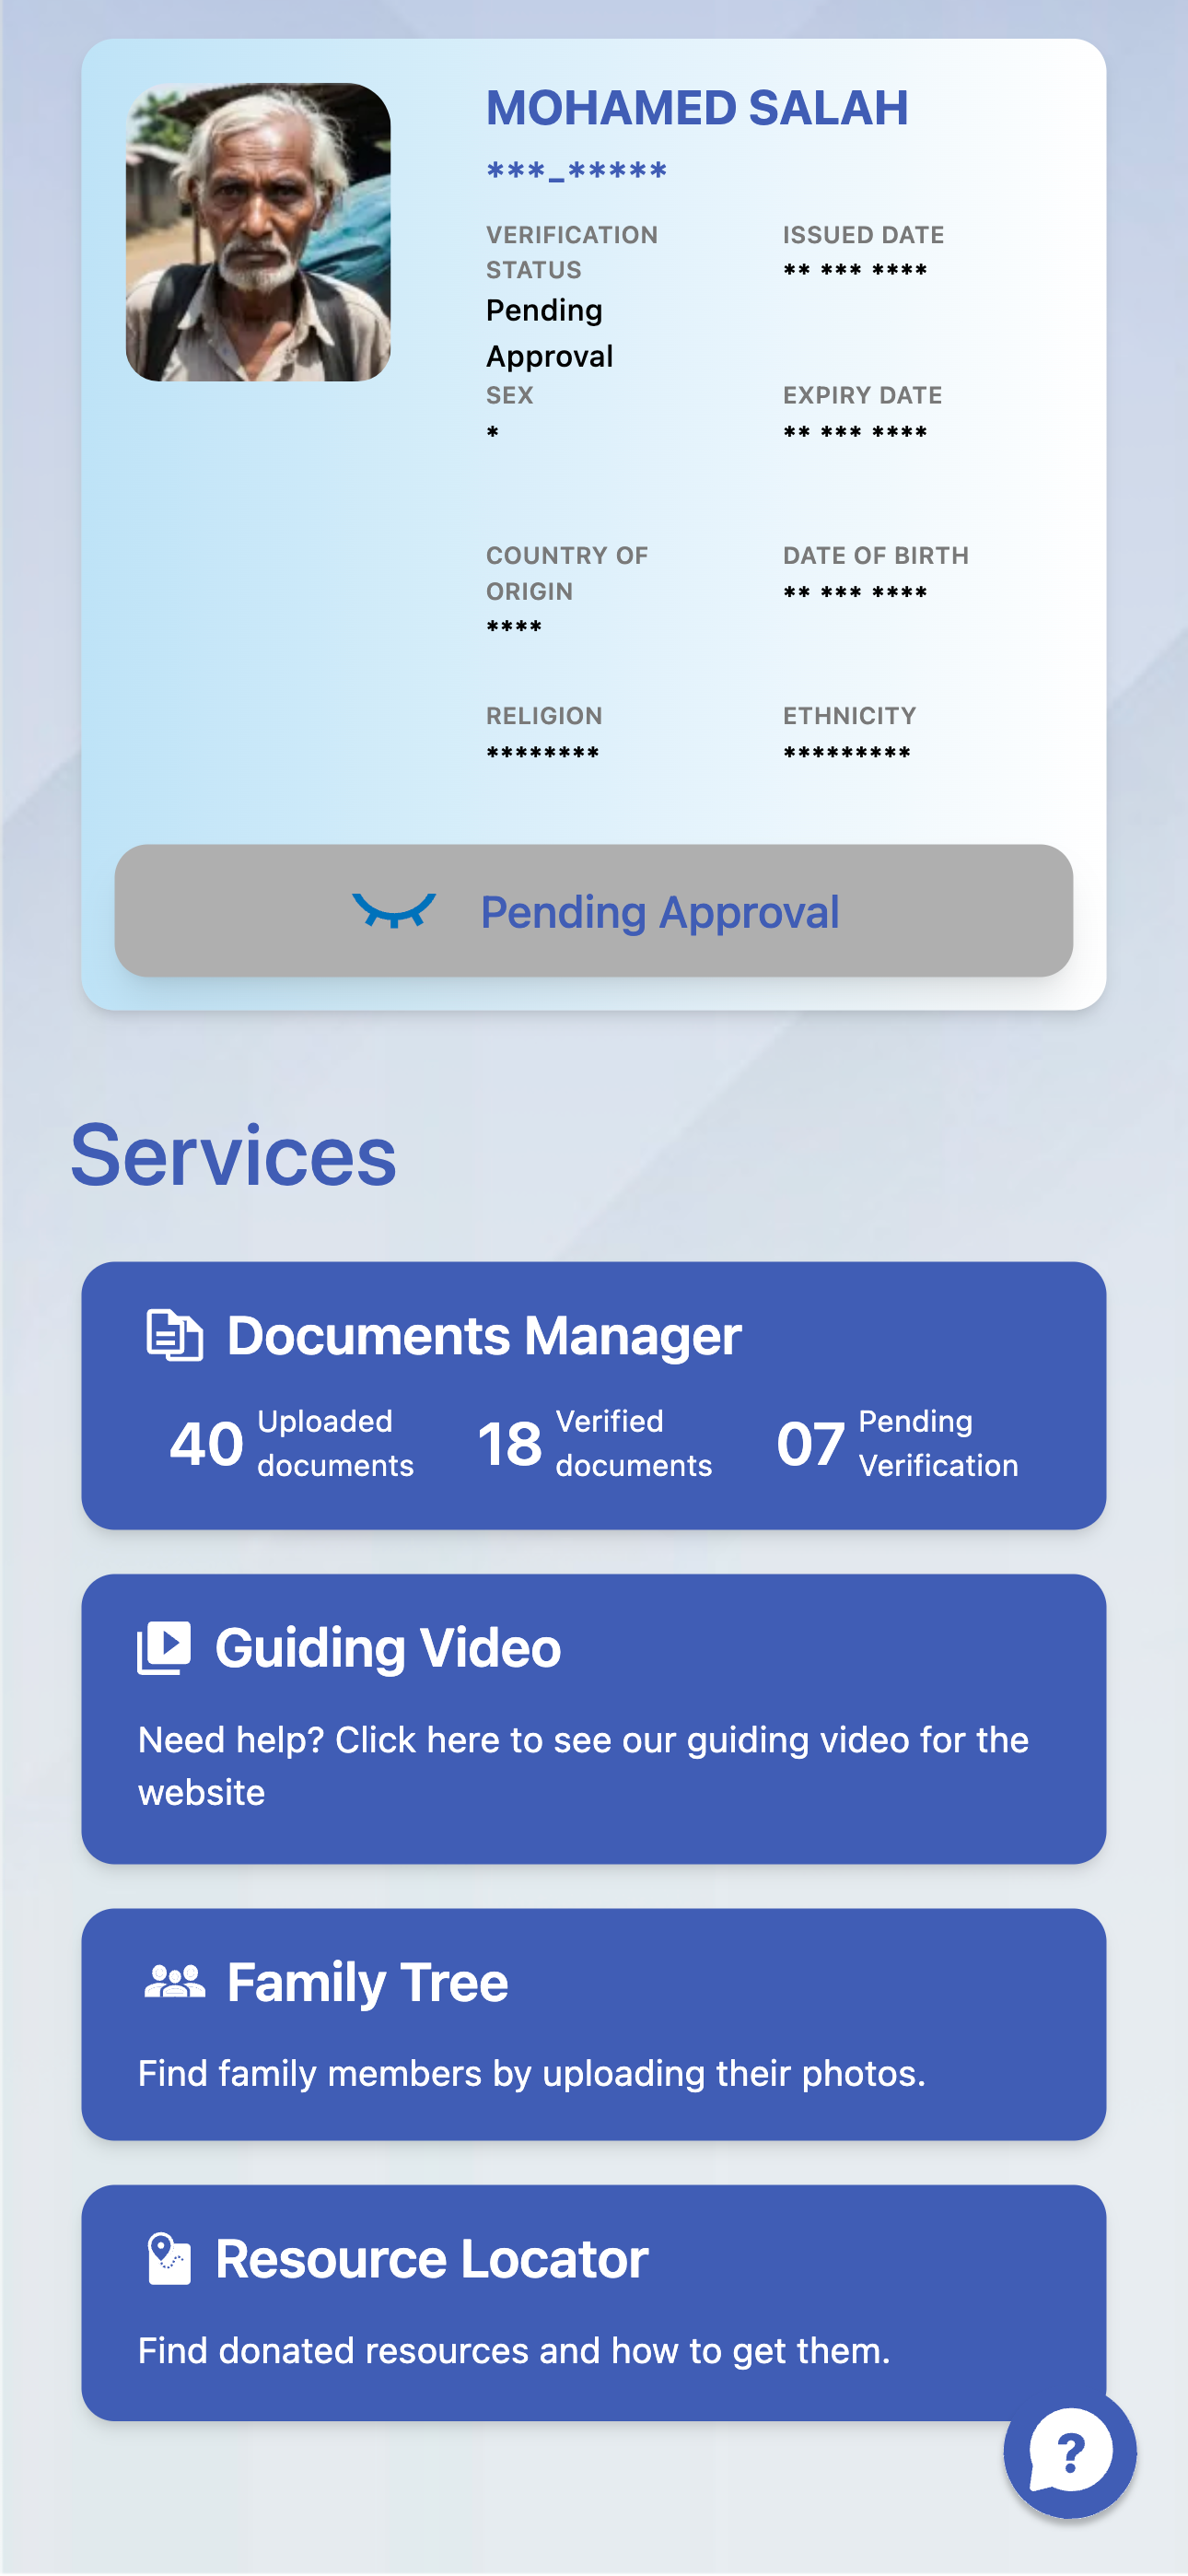 MOHAMED SALAH
***_*****
VERIFICATION
STATUS
Pending
Approval
ISSUED DATE
** *** ****
SEX
*
EXPIRY DATE
** *** ****
COUNTRY OF
ORIGIN
****
DATE OF BIRTH
** *** ****
RELIGION
********
ETHNICITY
*********
Pending Approval
Services
Documents Manager
40 Uploaded
documents
18 Verified
documents
07 Pending
Verification
Guiding Video
Need help? Click here to see our guiding video for the
website
Family Tree
Find family members by uploading their photos.
Resource Locator
Find donated resources and how to get them.
?